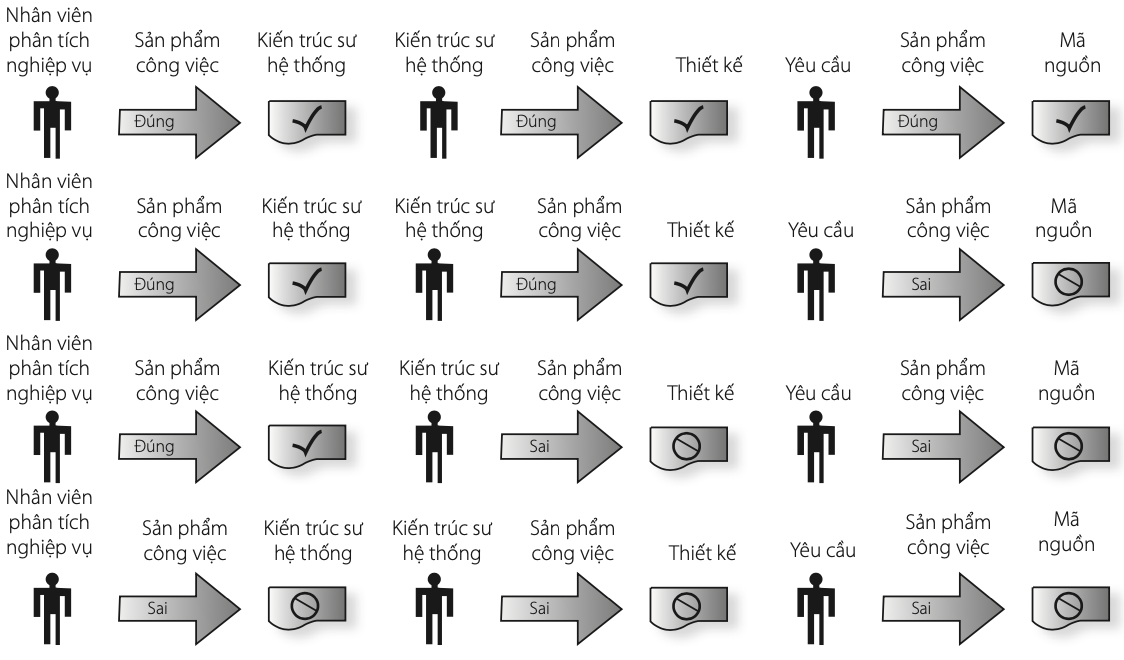 Nhân viên
phân tích
nghiệp vụ
Sản phẩm
công việc
Kiến trúc sư
hệ thống
Kiến trúc sư
hệ thống
Sản phẩm
công việc
Thiết kế
Yêu cầu
Sản phẩm
công việc
Mã
nguồn
Đúng
Đúng
Đúng
Nhân viên
phân tích
nghiệp vụ
Sản phẩm
công việc
Kiến trúc sư
hệ thống
Kiến trúc sư
hệ thống
Sản phẩm
công việc
Thiết kế
Yêu cầu
Sản phẩm
công việc
Mã
nguồn
Đúng
Đúng
Sai
Nhân viên
phân tích
nghiệp vụ
Sản phẩm
công việc
Kiến trúc sư
hệ thống
Kiến trúc sư
hệ thống
Sản phẩm
công việc
Thiết kế
Yêu cầu
Sản phẩm
công việc
Mã
nguồn
Đúng
Sai
Sai
Nhân viên
phân tích
nghiệp vụ
Sản phẩm
công việc
Kiến trúc sư
hệ thống
Kiến trúc sư
hệ thống
Sản phẩm
công việc
Thiết kế
Yêu cầu
Sản phẩm
công việc
Mã
nguồn
Sai
Sai
Sai